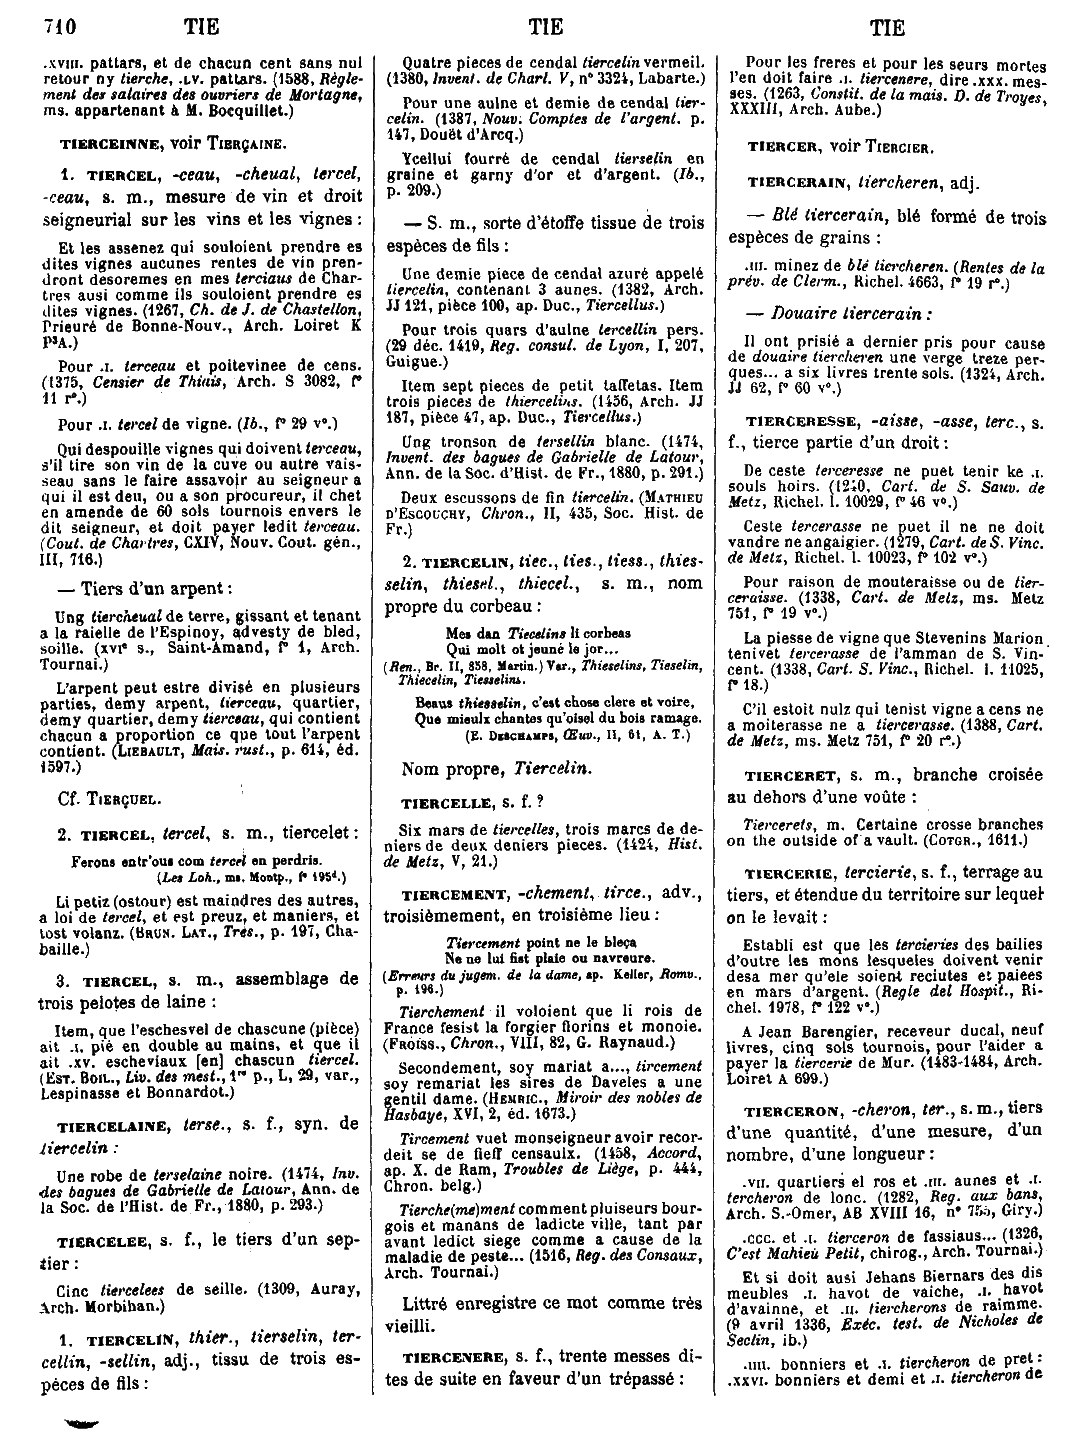 710 TIE TIE TIE
.XVIII. pattars, et de chacun cent sans nul
retour ny tierche, .LV. pattars. (1588, Règle-
ment des salaires des ouvriers de Mortagne,
ms. appartenant à M. Bocquillet.)
TIERCEINNE, voir TIERÇAINE.
1. TIERCEL, -ceau, -cheual, tercel,
-ceau, s. m., mesure de vin et droit
seigneurial sur les vins et les vignes :
Et les assenez qui souloient prendre es
dites vignes aucunes rentes de vin pren-
dront desoremes en mes terciaus de Char-
tres ausi comme ils souloient prendre es
dites vignes. (1267, Ch. de J. de Chastellon,
Prieuré de Bonne-Nouv., Arch. Loiret K
P³A.)
Pour .I. terceau et poitevinee de cens.
(1375, Censier de Thiais, Arch. S 3082, f°
11 r°.)
Pour .I. tercel de vigne. (Ib., f° 29 v°.)
Qui despouille vignes qui doivent terceau,
s'il tire son vin de la cuve ou autre vais-
seau sans le faire assavoir au seigneur a
qui il est deu, ou a son procureur, il chet
en amende de 60 sols tournois envers le
dit seigneur, et doit payer ledit terceau.
(Cout. de Chartres, CXIV, Nouv. Cout. gén.,
III, 716.)
— Tiers d'un arpent :
Ung tiercheual de terre, gissant et tenant
a la raielle de l'Espinoy, advesty de bled,
soille. (XVIᵉ s., Saint-Amand, f° 1, Arch.
Tournai.)
L'arpent peut estre divisé en plusieurs
parties, demy arpent, tierceau, quartier,
demy quartier, demy tierceau, qui contient
chacun a proportion ce que tout l'arpent
contient. (LIEBAULT, Mais. rust., p. 614, éd.
1597.)
Cf. TIERÇUEL.
2. TIERCEL, tercel, s. m., tiercelet :
Ferons entr'ous com tercel en perdris.
(Les Loh., ms. Montp., f° 195ᵈ.)
Li petiz (ostour) est maindres des autres,
a loi de tercel, et est preuz, et maniers, et
tost volanz. (BRUN. LAT., Tres., p. 197, Cha-
baille.)
3. TIERCEL, s. m., assemblage de
trois pelotes de laine :
Item, que l'eschesvel de chascune (pièce)
ait .I. pié en double au mains, et que il
ait .XV. escheviaux [en] chascun tiercel.
(EST. BOIL., Liv. des mest., 1ʳᵉ p., L, 29, var.,
Lespinasse et Bonnardot.)
TIERCELAINE, terse., s. f., syn. de
tiercelin :
Une robe de terselaine noire. (1474, Inv.
des bagues de Gabrielle de Latour, Ann. de
la Soc. de l'Hist. de Fr., 1880, p. 293.)
TIERCELEE, s. f., le tiers d'un sep-
tier :
Cinc tiercelees de seille. (1309, Auray,
Arch. Morbihan.)
1. TIERCELIN, thier., tierselin, ter-
cellin, -sellin, adj., tissu de trois es-
pèces de fils :
Quatre pieces de cendal tiercelin vermeil.
(1380, Invent. de Charl. V, n° 3324, Labarte.)
Pour une aulne et demie de cendal tier-
celin. (1387, Nouv. Comptes de l'argent. p.
147, Douët d'Arcq.)
Ycellui fourré de cendal tierselin en
graine et garny d'or et d'argent. (Ib.,
p. 209.)
— S. m., sorte d'étoffe tissue de trois
espèces de fils :
Une demie piece de cendal azuré appelé
tiercelin, contenant 3 aunes. (1382, Arch.
JJ 121, pièce 100, ap. Duc., Tiercellus.)
Pour trois quars d'aulne tercellin pers.
(29 déc. 1419, Reg. consul. de Lyon, I, 207,
Guigue.)
Item sept pieces de petit taffetas. Item
trois pieces de thiercelins. (1456, Arch. JJ
187, pièce 47, ap. Duc., Tiercellus.)
Ung tronson de tersellin blanc. (1474,
Invent. des bagues de Gabrielle de Latour,
Ann. de la Soc. d'Hist. de Fr., 1880, p. 291.)
Deux escussons de fin tiercelin. (MATHIEU
D'ESCOUCHY, Chron., II, 435, Soc. Hist. de
Fr.)
2. TIERCELIN, tiec., ties., tiess., thies-
selin, thiesel., thiecel., s. m., nom
propre du corbeau :
Mes dan Tiecelins li corbeas
Qui molt ot jeuné le jor...
(Ren., Br. II, 858, Martin.) Var., Thieselins, Tieselin,
Thiecelin, Tiesselins.
Beaus thiesselin, c'est chose clere et voire,
Que mieulx chantes qu'oisel du bois ramage.
(E. DESCHAMPS, Œuv., II, 61, A. T.)
Nom propre, Tiercelin.
TIERCELLE, s. f. ?
Six mars de tiercelles, trois marcs de de-
niers de deux deniers pieces. (1424, Hist.
de Metz, V, 21.)
TIERCEMENT, -chement, tirce., adv.,
troisièmement, en troisième lieu :
Tiercement point ne le bleça
Ne ne lui fist plaie ou navreure.
(Erreurs du jugem. de la dame, ap. Keller, Romv.,
p. 196.)
Tierchement il voloient que li rois de
France fesist la forgier florins et monoie.
(FROISS., Chron., VIII, 82, G. Raynaud.)
Secondement, soy mariat a..., tircement
soy remariat les sires de Daveles a une
gentil dame. (HEMRIC., Miroir des nobles de
Hasbaye, XVI, 2, éd. 1673.)
Tircement vuet monseigneur avoir recor-
deit se de fieff censaulx. (1458, Accord,
ap. X. de Ram, Troubles de Liège, p. 444,
Chron. belg.)
Tierche(me)ment comment pluiseurs bour-
gois et manans de ladicte ville, tant par
avant ledict siege comme a cause de la
maladie de peste... (1516, Reg. des Consaux,
Arch. Tournai.)
Littré enregistre ce mot comme très
vieilli.
TIERCENERE, s. f., trente messes di-
tes de suite en faveur d'un trépassé :
Pour les freres et pour les seurs mortes
l'en doit faire .I. tiercenere, dire .XXX. mes-
ses. (1263, Constit. de la mais. D. de Troyes,
XXXIII, Arch. Aube.)
TIERCER, voir TIERCIER.
TIERCERAIN, tiercheren, adj.
— Blé tiercerain, blé formé de trois
espèces de grains :
.III. minez de blé tiercheren. (Rentes de la
prév. de Clerm., Richel. 4663, f° 19 r°.)
— Douaire tiercerain :
Il ont prisié a dernier pris pour cause
de douaire tiercheren une verge treze per-
ques... a six livres trente sols. (1324, Arch.
JJ 62, f° 60 v°.)
TIERCERESSE, -aisse, -asse, terc., s.
f., tierce partie d'un droit :
De ceste terceresse ne puet tenir ke .I.
souls hoirs. (1240, Cart. de S. Sauv. de
Metz, Richel. l. 10029, f° 46 v°.)
Ceste tercerasse ne puet il ne ne doit
vandre ne angaigier. (1279, Cart. de S. Vinc.
de Metz, Richel. l. 10023, f° 102 v°.)
Pour raison de mouteraisse ou de tier-
ceraisse. (1338, Cart. de Metz, ms. Metz
751, f° 19 v°.)
La piesse de vigne que Stevenins Marion
tenivet tercerasse de l'amman de S. Vin-
cent. (1338, Cart. S. Vinc., Richel. l. 11025,
f° 18.)
C'il estoit nulz qui tenist vigne a cens ne
a moiterasse ne a tiercerasse. (1388, Cart.
de Metz, ms. Metz 751, f° 20 r°.)
TIERCERET, s. m., branche croisée
au dehors d'une voûte :
Tiercerets, m. Certaine crosse branches
on the outside of a vault. (COTGR., 1611.)
TIERCERIE, tercierie, s. f., terrage au
tiers, et étendue du territoire sur lequel
on le levait :
Establi est que les tercieries des bailies
d'outre les mons lesqueles doivent venir
desa mer qu'ele soient reciutes et paiees
en mars d'argent. (Regle del Hospit., Ri-
chel. 1978, f° 122 v°.)
A Jean Barengier, receveur ducal, neuf
livres, cinq sols tournois, pour l'aider a
payer la tiercerie de Mur. (1483-1484, Arch.
Loiret A 699.)
TIERCERON, -cheron, ter., s. m., tiers
d'une quantité, d'une mesure, d'un
nombre, d'une longueur :
.VII. quartiers el ros et .III. aunes et .I.
tercheron de lonc. (1282, Reg. aux bans,
Arch. S.-Omer, AB XVIII 16, n° 755, Giry.)
.CCC. et .I. tierceron de fassiaus... (1326,
C'est Mahieu Petit, chirog., Arch. Tournai.)
Et si doit ausi Jehans Biernars des dis
meubles .I. havot de vaiche, .I. havot
d'avainne, et .II. tiercherons de raimme.
(9 avril 1336, Exéc. test. de Nicholes de
Seclin, ib.)
.IIII. bonniers et .I. tiercheron de pret :
.XXVI. bonniers et demi et .I. tiercheron de